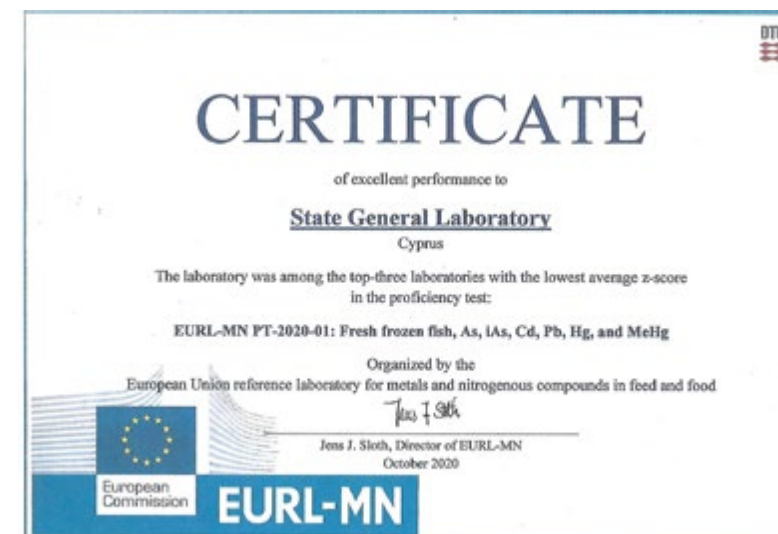 CERTIFICATE
of excellent performance to
State General Laboratory
Cyprus
The laboratory was among the top-three laboratories with the lowest average z-score
in the proficiency test:
EURL-MN PT-2020-01: Fresh frozen fish, As, iAs, Cd, Pb, Hg, and MeHg
Organized by the
European Union reference laboratory for metals and nitrogenous compounds in feed and food
Jens J. Sloth, Director of EURL-MN
October 2020
European
Commission
EURL-MN